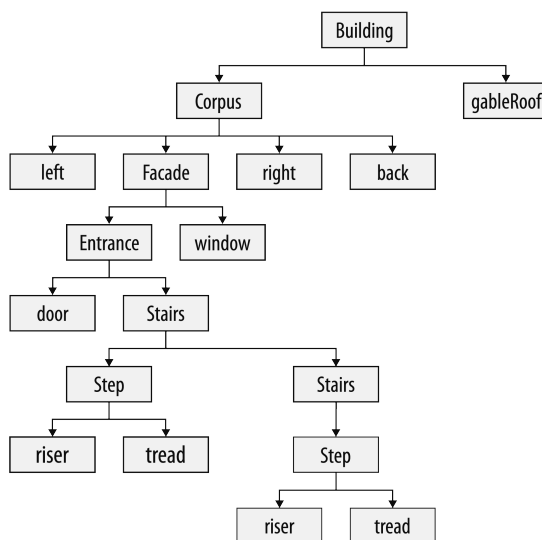 Building
Corpus
gableRoof
left
Facade
right
back
Entrance
window
door
Stairs
Step
Stairs
riser
tread
Step
riser
tread